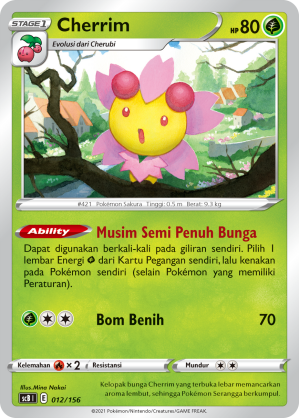 STAGE 1
Cherrim
HP 80
Evolusi dari Cherubi
#421 Pokémon Sakura Tinggi: 0.5 m Berat: 9.3 kg
Ability Musim Semi Penuh Bunga
Dapat digunakan berkali-kali pada giliran sendiri. Pilih 1
lembar Energi dari Kartu Pegangan sendiri, lalu kenakan
pada Pokémon sendiri (selain Pokémon yang memiliki
Peraturan).
Bom Benih 70
Kelemahan ×2 Resistansi Mundur
Illus. Mina Nakai
sc3 I E 012/156
Kelopak bunga Cherrim yang terbuka lebar memancarkan
aroma lembut, sehingga Pokémon Serangga berkumpul.
©2021 Pokémon/Nintendo/Creatures/GAME FREAK